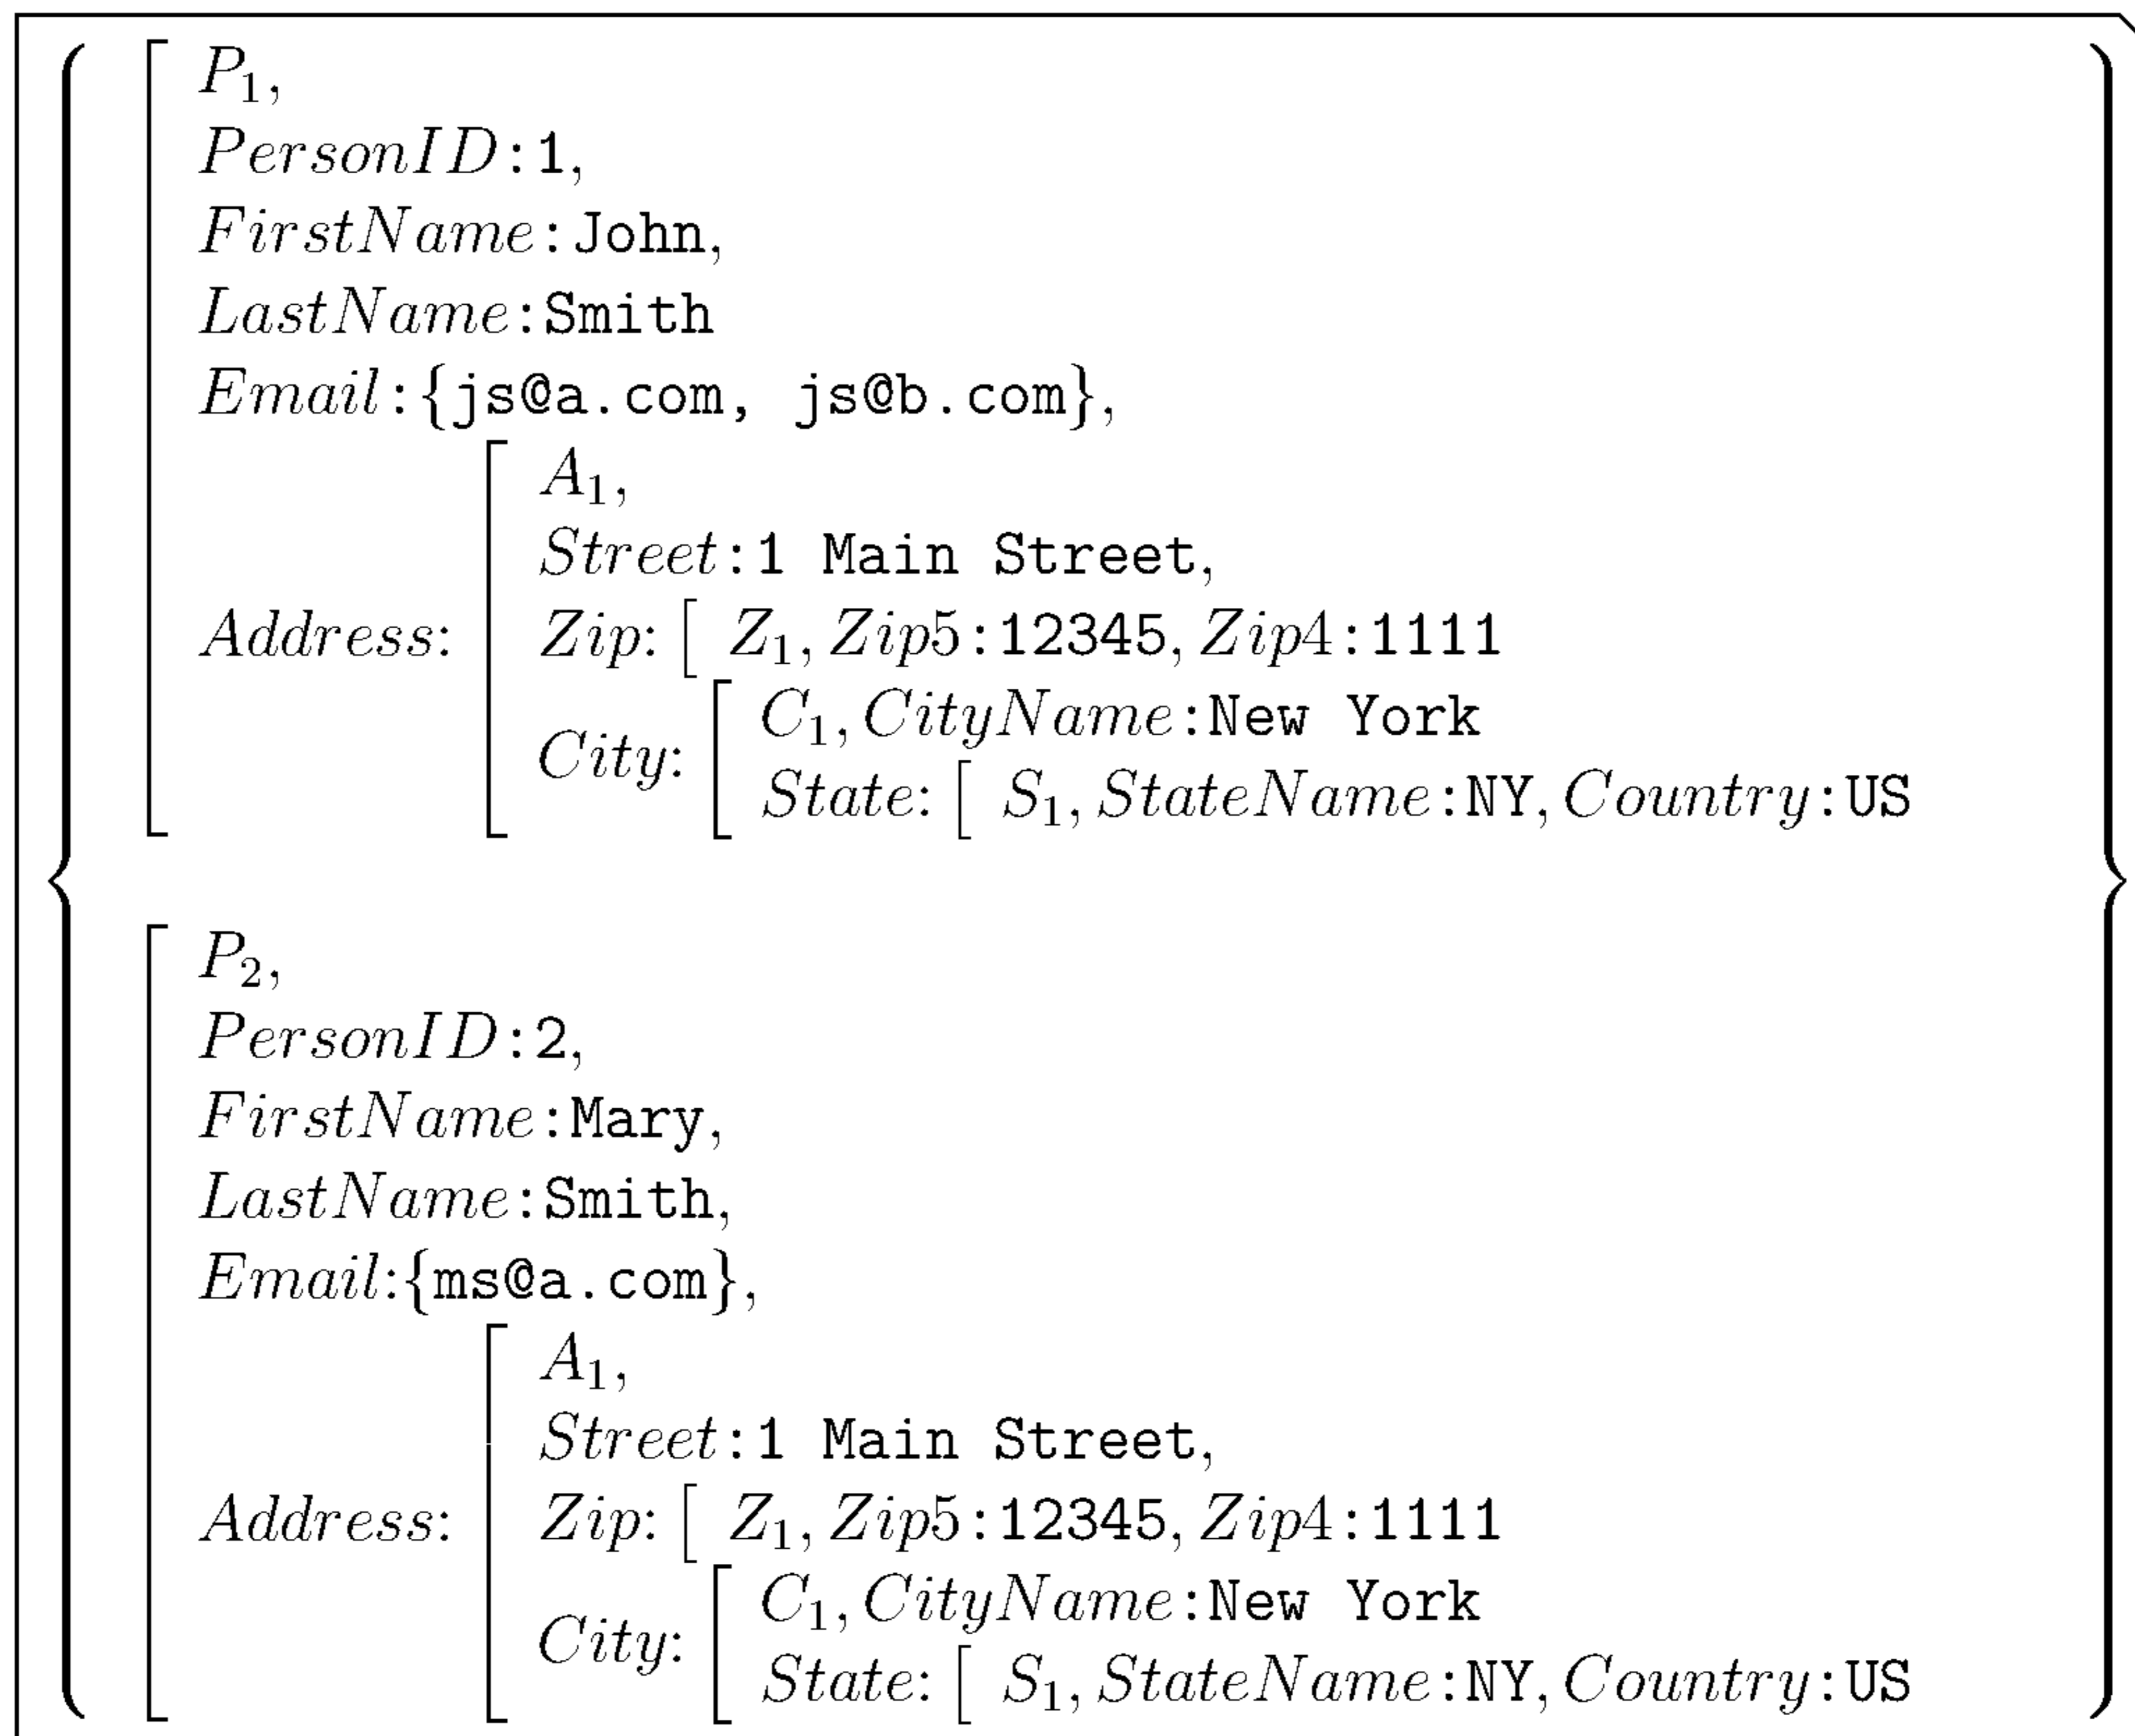 P₁,
PersonID:1,
FirstName:John,
LastName:Smith
Email:{js@a.com, js@b.com},
A₁,
Street:1 Main Street,
Address: Zip: [ Z₁, Zip5:12345, Zip4:1111
C₁, CityName:New York
City:
State: [ S₁, StateName:NY, Country:US
P₂,
PersonID:2,
FirstName:Mary,
LastName:Smith,
Email:{ms@a.com},
A₁,
Street:1 Main Street,
Address: Zip: [ Z₁, Zip5:12345, Zip4:1111
C₁, CityName:New York
City:
State: [ S₁, StateName:NY, Country:US